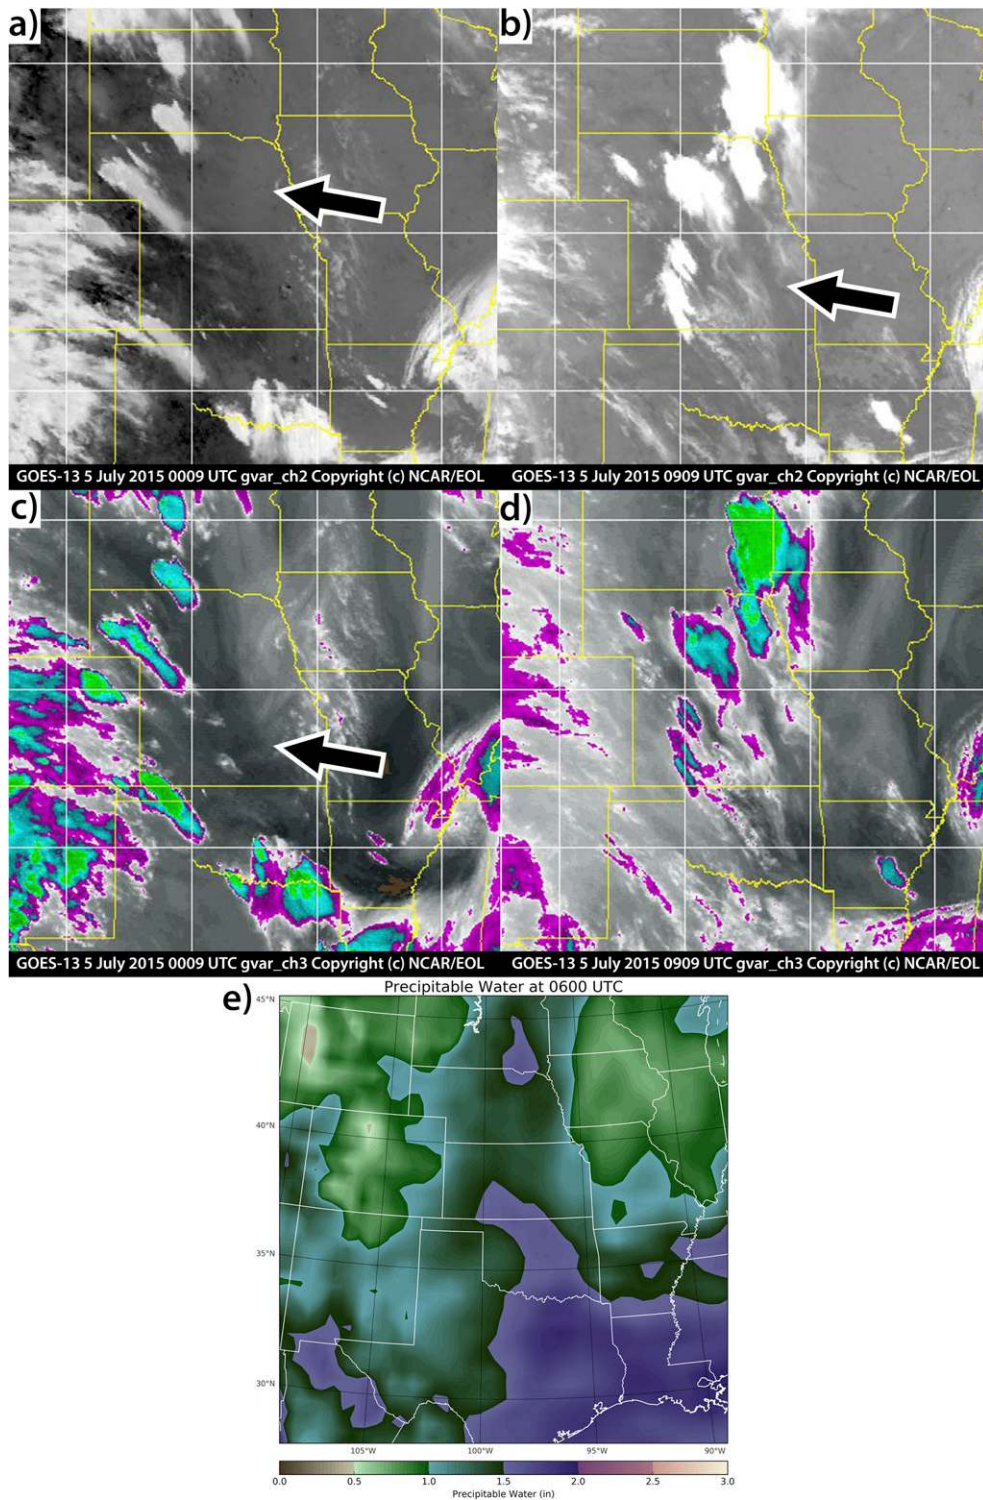 a)
b)
GOES-13 5 July 2015 0009 UTC gvar_ch2 Copyright (c) NCAR/EOL
GOES-13 5 July 2015 0909 UTC gvar_ch2 Copyright (c) NCAR/EOL
c)
d)
GOES-13 5 July 2015 0009 UTC gvar_ch3 Copyright (c) NCAR/EOL
GOES-13 5 July 2015 0909 UTC gvar_ch3 Copyright (c) NCAR/EOL
e)
Precipitable Water at 0600 UTC
45°N
40°N
35°N
30°N
105°W 100°W 95°W 90°W
0.0 0.5 1.0 1.5 2.0 2.5 3.0
Precipitable Water (in)